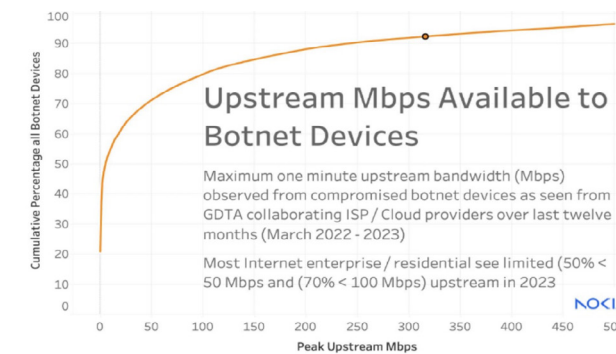 Upstream Mbps Available to
Botnet Devices
Maximum one minute upstream bandwidth (Mbps)
observed from compromised botnet devices as seen from
GDTA collaborating ISP / Cloud providers over last twelve
months (March 2022 - 2023)
Most Internet enterprise / residential see limited (50% <
50 Mbps and (70% < 100 Mbps) upstream in 2023
Cumulative Percentage all Botnet Devices
100
90
80
70
60
50
40
30
20
10
0
0
50
100
150
200
250
300
350
400
450
Peak Upstream Mbps